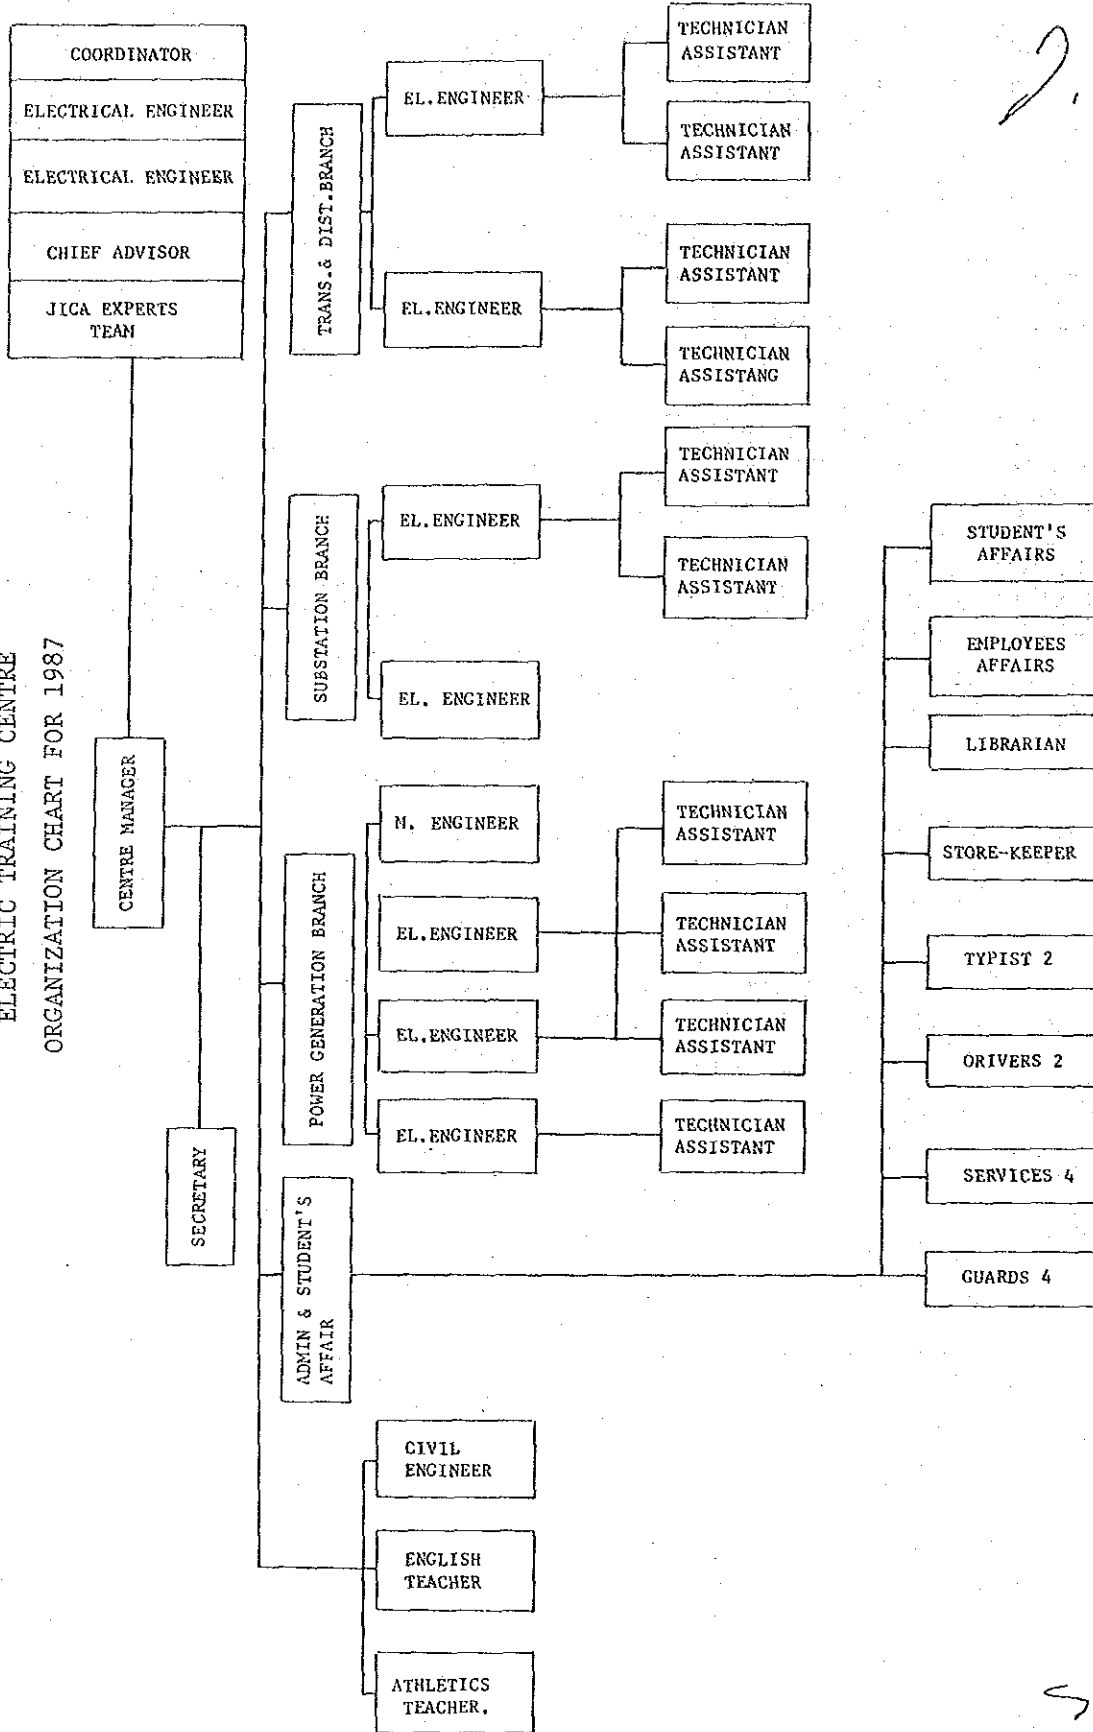 ELECTRIC TRAINING CENTRE
ORGANIZATION CHART FOR 1987
COORDINATOR
ELECTRICAL ENGINEER
ELECTRICAL ENGINEER
CHIEF ADVISOR
JICA EXPERTS
TEAM
CENTRE MANAGER
SECRETARY
TRANS.& DIST.BRANCH
EL.ENGINEER
TECHNICIAN
ASSISTANT
TECHNICIAN
ASSISTANT
EL.ENGINEER
TECHNICIAN
ASSISTANT
TECHNICIAN
ASSISTANG
SUBSTATION BRANCH
EL.ENGINEER
TECHNICIAN
ASSISTANT
TECHNICIAN
ASSISTANT
EL. ENGINEER
POWER GENERATION BRANCH
M. ENGINEER
EL.ENGINEER
EL.ENGINEER
EL.ENGINEER
TECHNICIAN
ASSISTANT
TECHNICIAN
ASSISTANT
TECHNICIAN
ASSISTANT
TECHNICIAN
ASSISTANT
ADMIN & STUDENT'S
AFFAIR
STUDENT'S
AFFAIRS
EMPLOYEES
AFFAIRS
LIBRARIAN
STORE-KEEPER
TYPIST 2
ORIVERS 2
SERVICES 4
GUARDS 4
CIVIL
ENGINEER
ENGLISH
TEACHER
ATHLETICS
TEACHER.